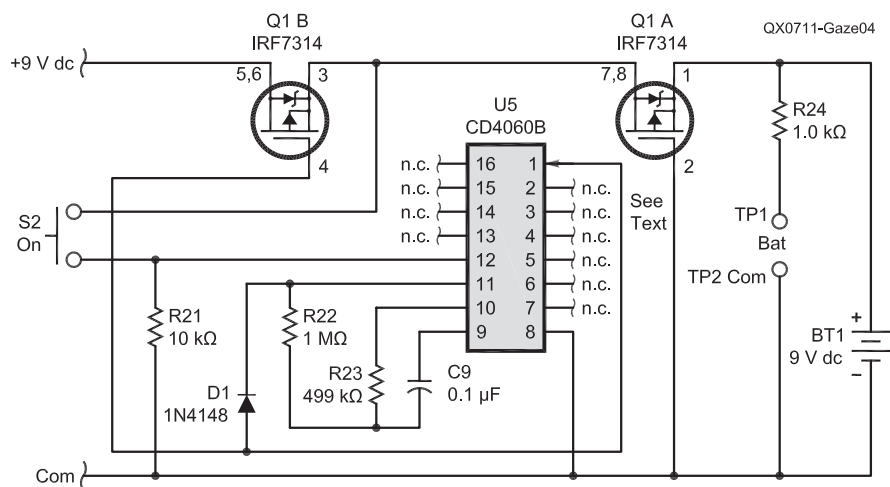 Q1 B
IRF7314
Q1 A
IRF7314
QX0711-Gaze04
+9 V dc
5,6
3
7,8
1
4
2
U5
CD4060B
R24
1.0 kΩ
n.c.
16
1
n.c.
15
2
n.c.
n.c.
14
3
n.c.
n.c.
13
4
n.c.
12
5
n.c.
11
6
n.c.
10
7
n.c.
9
8
See
Text
S2
On
TP1
Bat
TP2 Com
R21
10 kΩ
R22
1 MΩ
R23
499 kΩ
C9
0.1 µF
D1
1N4148
+
BT1
9 V dc
–
Com